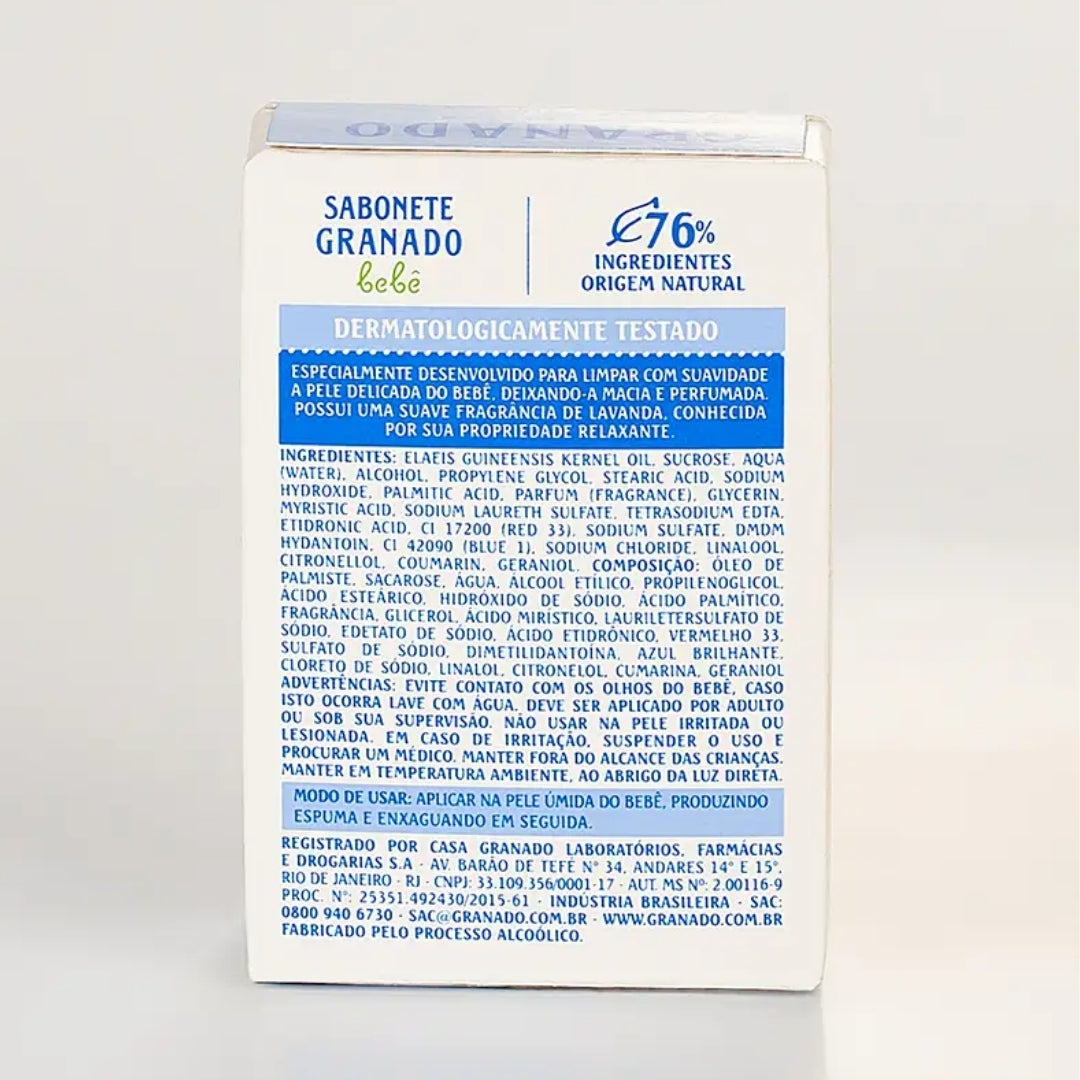 GRANADO
SABONETE
GRANADO
bebê
76%
INGREDIENTES
ORIGEM NATURAL
DERMATOLOGICAMENTE TESTADO
ESPECIALMENTE DESENVOLVIDO PARA LIMPAR COM SUAVIDADE
A PELE DELICADA DO BEBÊ, DEIXANDO-A MACIA E PERFUMADA.
POSSUI UMA SUAVE FRAGRÂNCIA DE LAVANDA, CONHECIDA
POR SUA PROPRIEDADE RELAXANTE.
INGREDIENTES: ELAEIS GUINEENSIS KERNEL OIL, SUCROSE, AQUA
(WATER), ALCOHOL, PROPYLENE GLYCOL, STEARIC ACID, SODIUM
HYDROXIDE, PALMITIC ACID, PARFUM (FRAGRANCE), GLYCERIN,
MYRISTIC ACID, SODIUM LAURETH SULFATE, TETRASODIUM EDTA,
ETIDRONIC ACID, CI 17200 (RED 33), SODIUM SULFATE, DMDM
HYDANTOIN, CI 42090 (BLUE 1), SODIUM CHLORIDE, LINALOOL,
CITRONELLOL, COUMARIN, GERANIOL. COMPOSIÇÃO: ÓLEO DE
PALMISTE, SACAROSE, ÁGUA, ÁLCOOL ETÍLICO, PROPILENOGLICOL,
ÁCIDO ESTEÁRICO, HIDRÓXIDO DE SÓDIO, ÁCIDO PALMÍTICO,
FRAGRÂNCIA, GLICEROL, ÁCIDO MIRÍSTICO, LAURILETERSULFATO DE
SÓDIO, EDETATO DE SÓDIO, ÁCIDO ETIDRÔNICO, VERMELHO 33,
SULFATO DE SÓDIO, DIMETILIDANTOÍNA, AZUL BRILHANTE,
CLORETO DE SÓDIO, LINALOL, CITRONELOL, CUMARINA, GERANIOL
ADVERTÊNCIAS: EVITE CONTATO COM OS OLHOS DO BEBÊ, CASO
ISTO OCORRA LAVE COM ÁGUA. DEVE SER APLICADO POR ADULTO
OU SOB SUA SUPERVISÃO. NÃO USAR NA PELE IRRITADA OU
LESIONADA. EM CASO DE IRRITAÇÃO, SUSPENDER O USO E
PROCURAR UM MÉDICO. MANTER FORA DO ALCANCE DAS CRIANÇAS.
MANTER EM TEMPERATURA AMBIENTE, AO ABRIGO DA LUZ DIRETA.
MODO DE USAR: APLICAR NA PELE ÚMIDA DO BEBÊ, PRODUZINDO
ESPUMA E ENXAGUANDO EM SEGUIDA.
REGISTRADO POR CASA GRANADO LABORATÓRIOS, FARMÁCIAS
E DROGARIAS S.A · AV. BARÃO DE TEFÉ N° 34, ANDARES 14° E 15°,
RIO DE JANEIRO · RJ · CNPJ: 33.109.356/0001-17 · AUT. MS Nº: 2.00116-9
PROC. N°: 25351.492430/2015-61 · INDÚSTRIA BRASILEIRA · SAC:
0800 940 6730 · SAC@GRANADO.COM.BR · WWW.GRANADO.COM.BR
FABRICADO PELO PROCESSO ALCOÓLICO.